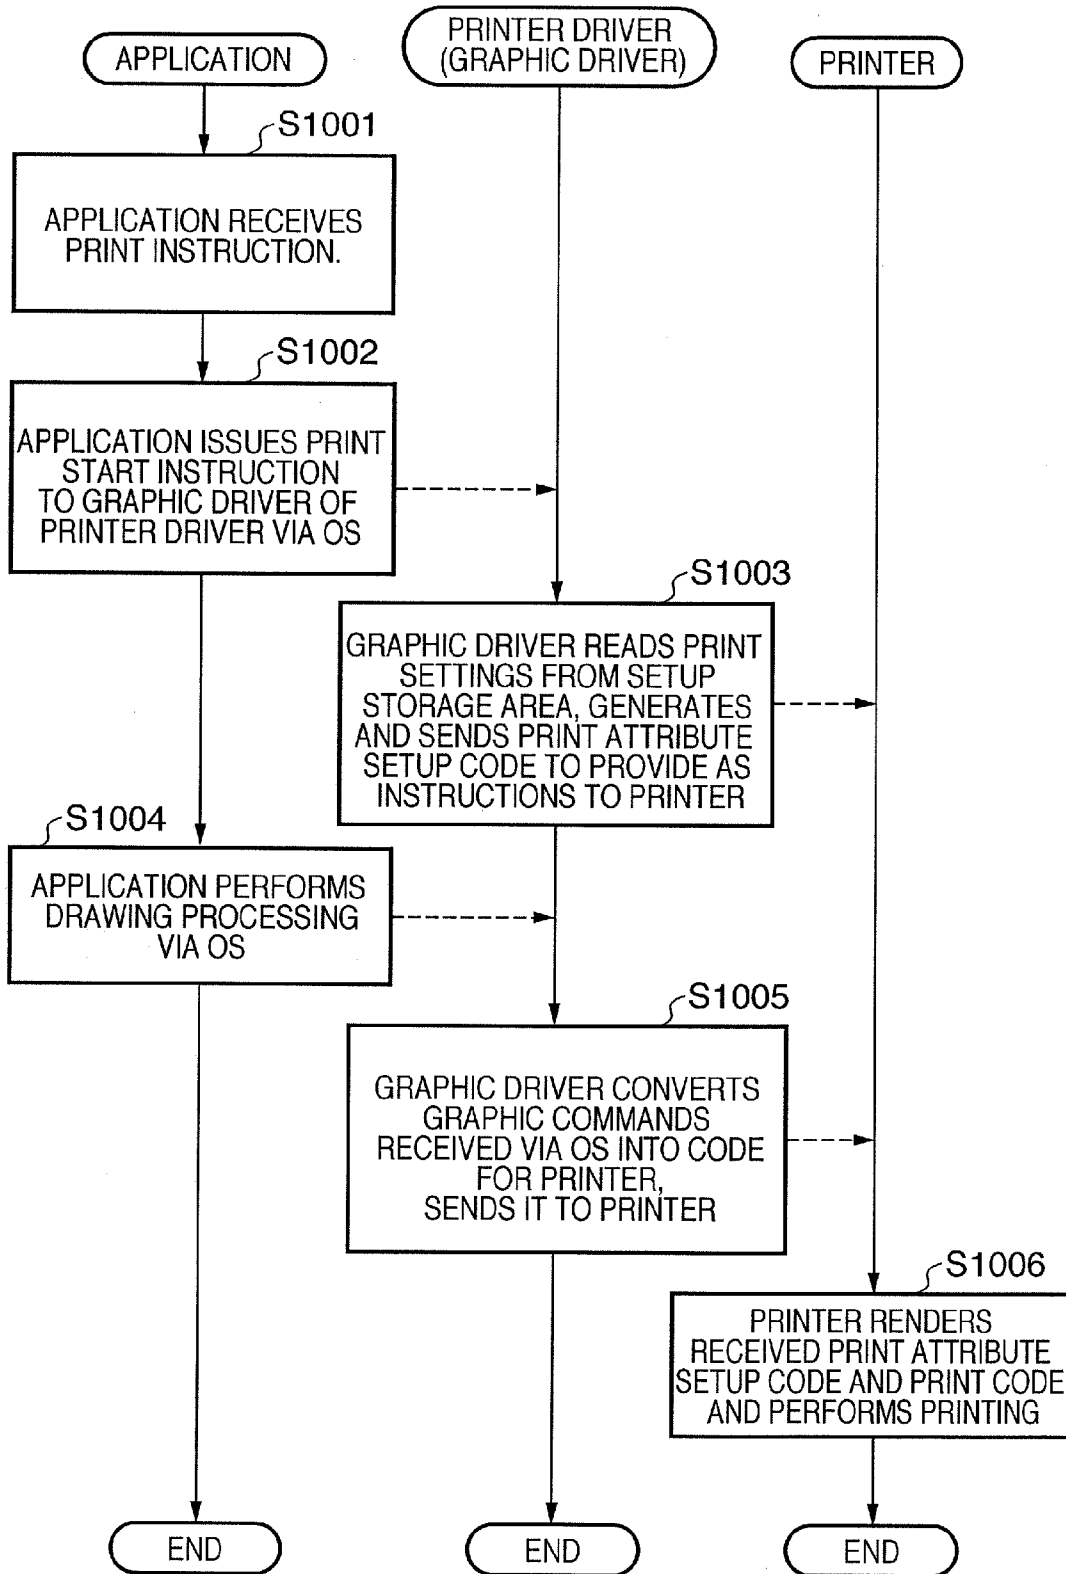 APPLICATION
PRINTER DRIVER
(GRAPHIC DRIVER)
PRINTER
S1001
APPLICATION RECEIVES
PRINT INSTRUCTION.
S1002
APPLICATION ISSUES PRINT
START INSTRUCTION
TO GRAPHIC DRIVER OF
PRINTER DRIVER VIA OS
S1003
GRAPHIC DRIVER READS PRINT
SETTINGS FROM SETUP
STORAGE AREA, GENERATES
AND SENDS PRINT ATTRIBUTE
SETUP CODE TO PROVIDE AS
INSTRUCTIONS TO PRINTER
S1004
APPLICATION PERFORMS
DRAWING PROCESSING
VIA OS
S1005
GRAPHIC DRIVER CONVERTS
GRAPHIC COMMANDS
RECEIVED VIA OS INTO CODE
FOR PRINTER,
SENDS IT TO PRINTER
S1006
PRINTER RENDERS
RECEIVED PRINT ATTRIBUTE
SETUP CODE AND PRINT CODE
AND PERFORMS PRINTING
END
END
END